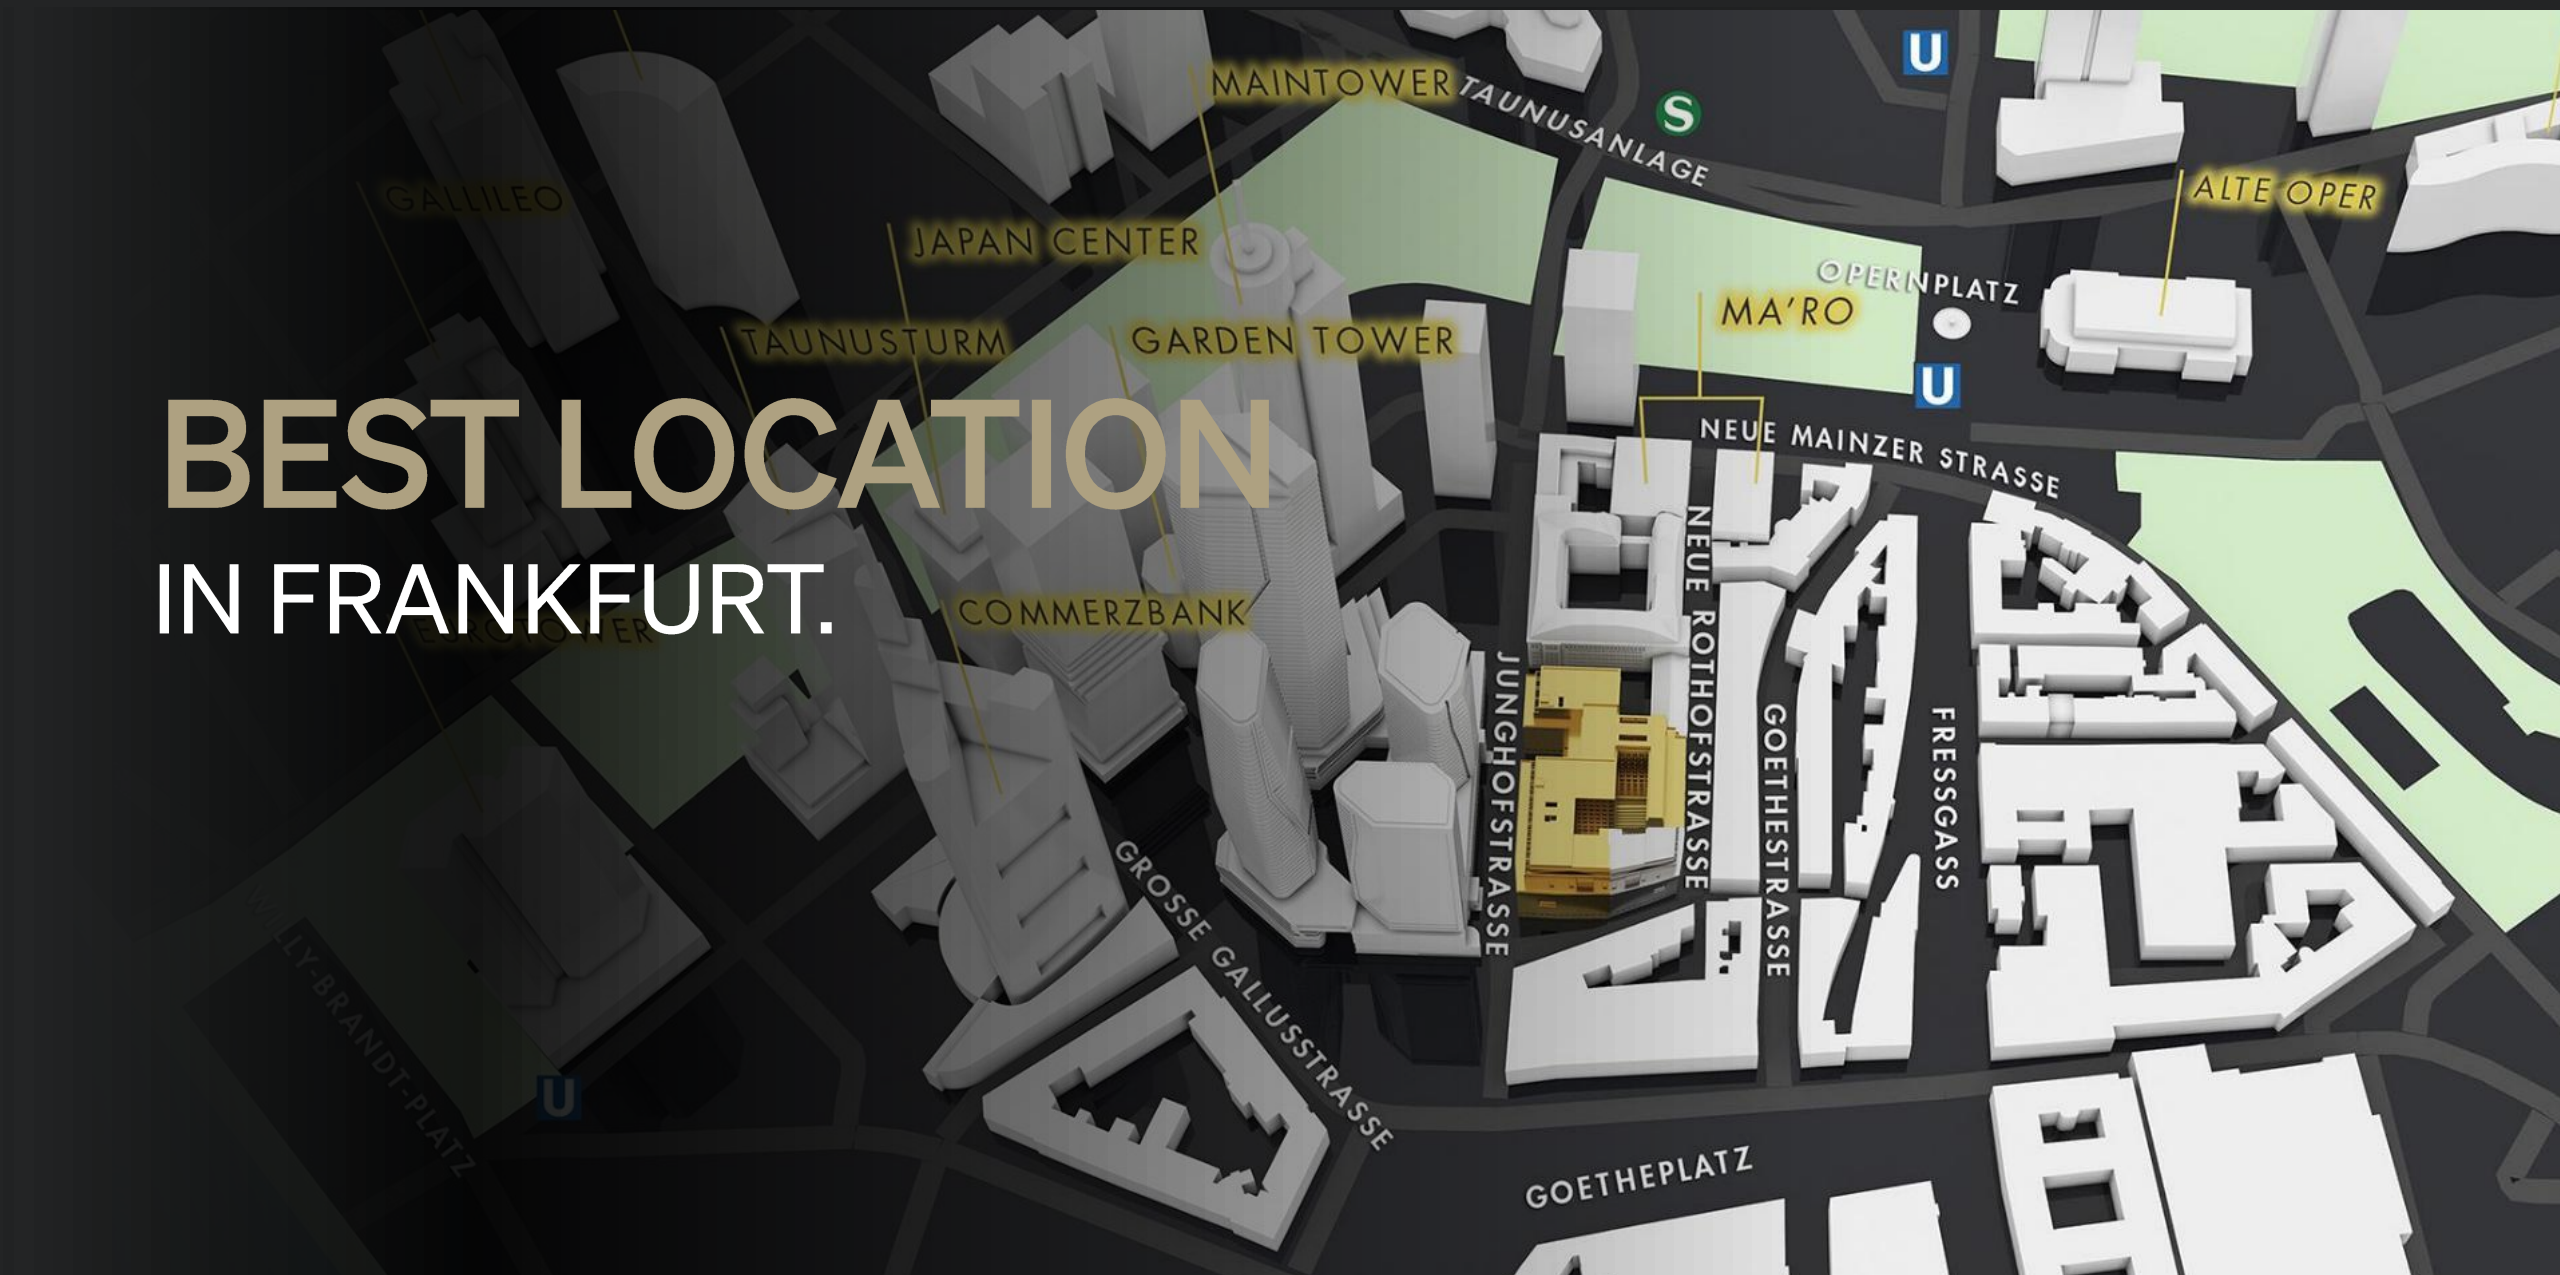 U
MAINTOWER
TAUNUSANLAGE
S
GALLILEO
ALTE OPER
JAPAN CENTER
OPERNPLATZ
MA'RO
TAUNUSTURM
GARDEN TOWER
U
BEST LOCATION
NEUE MAINZER STRASSE
IN FRANKFURT.
EUROTOWER
COMMERZBANK
NEUE ROTHOFSTRASSE
JUNGHOFSTRASSE
GOETHESTRASSE
FRESSGASS
GROSSE GALLUSSTRASSE
WILLY-BRANDT-PLATZ
U
GOETHEPLATZ